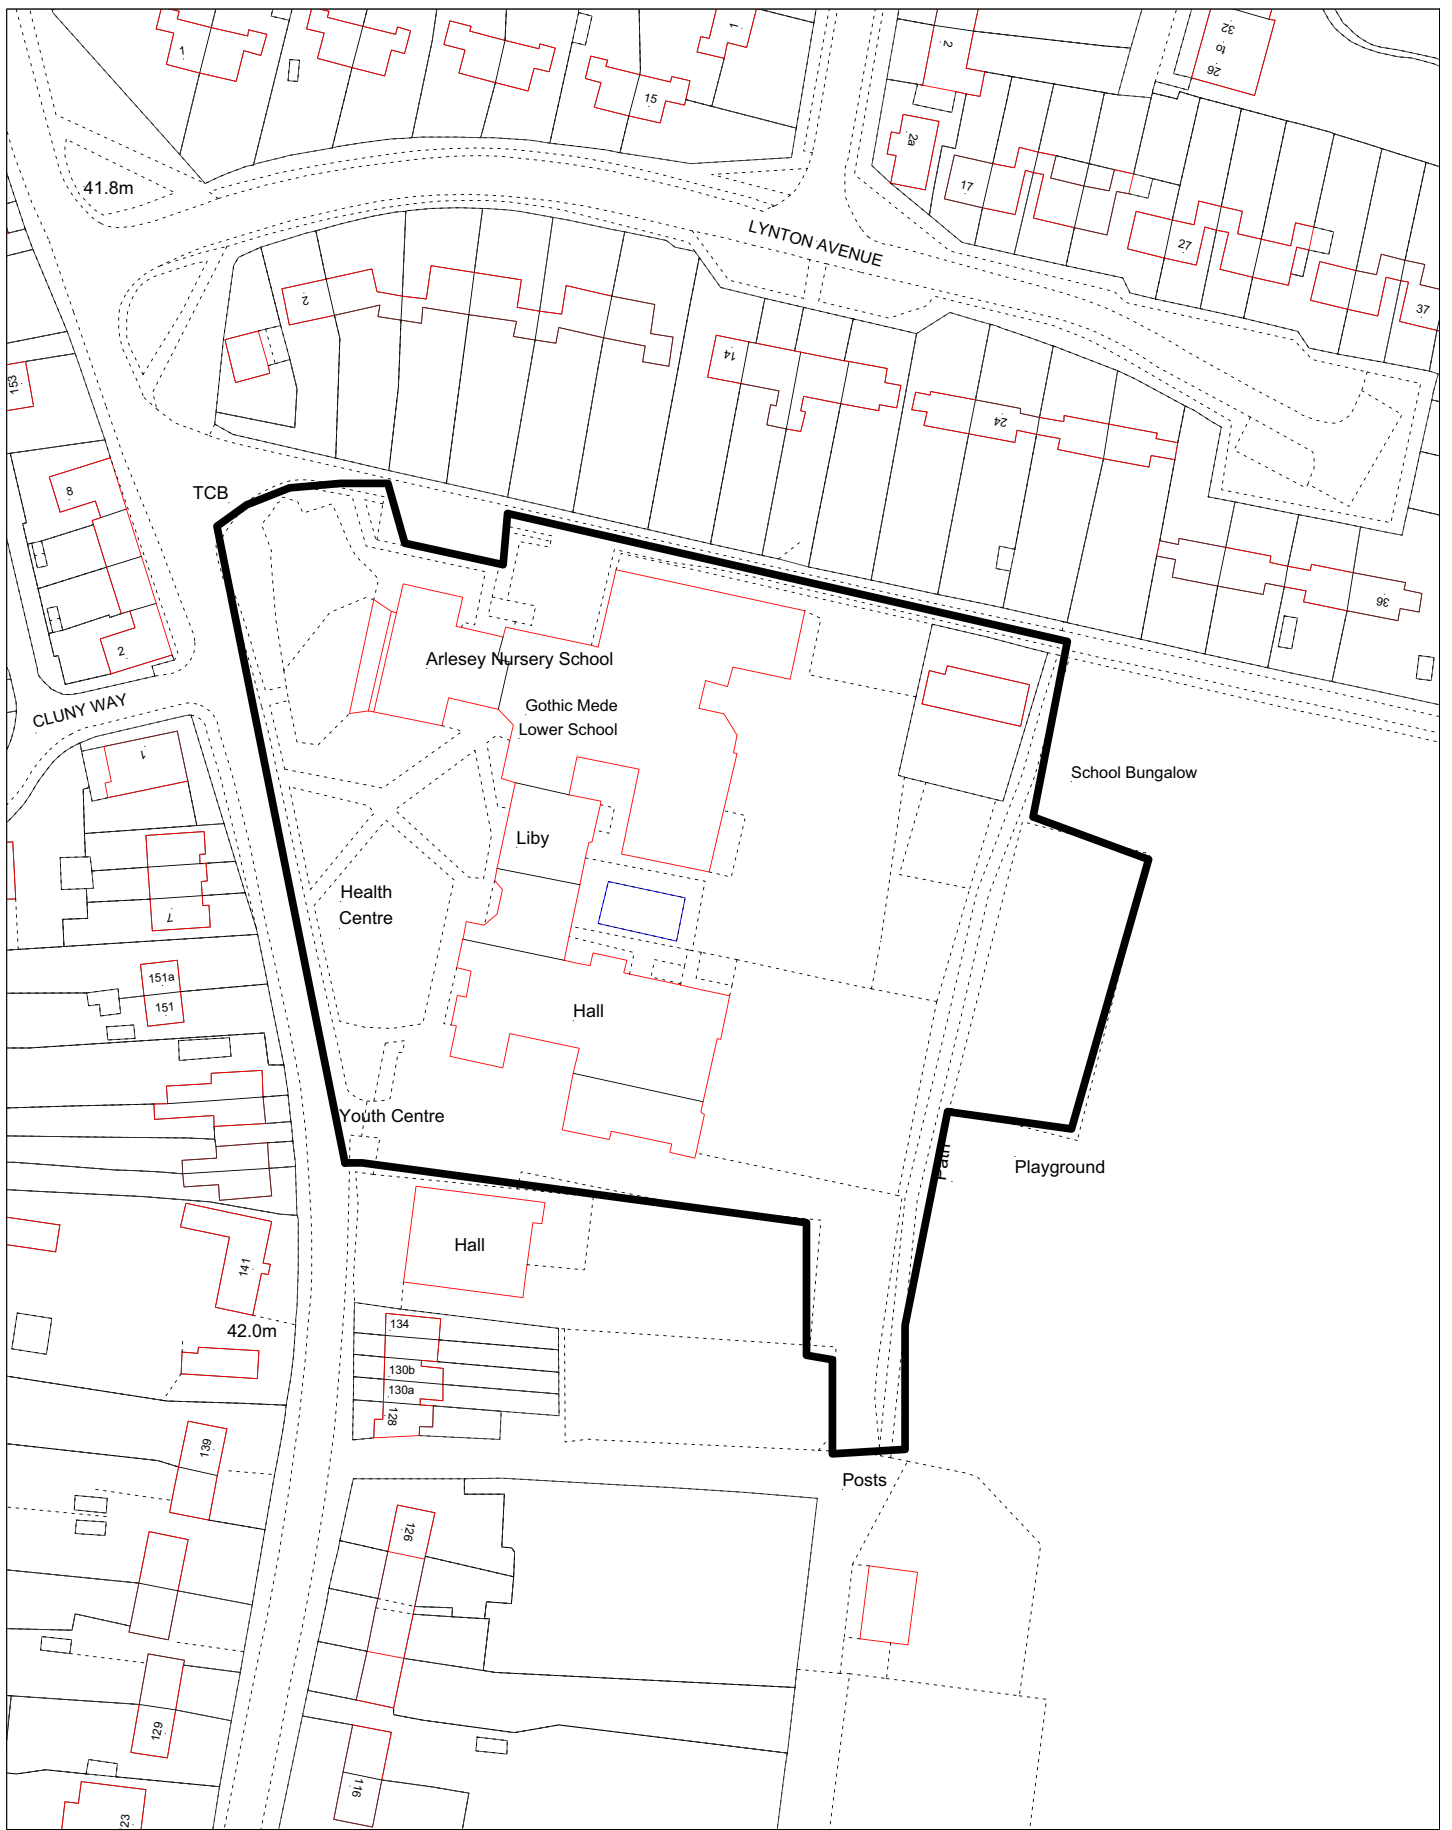 1
15
1
2
32
to
26
2a
17
27
37
41.8m
LYNTON AVENUE
2
14
24
36
153
8
2
TCB
CLUNY WAY
Arlesey Nursery School
Gothic Mede
Lower School
School Bungalow
1
7
Liby
Health
Centre
151a
151
Hall
Youth Centre
Path
Playground
Hall
141
42.0m
134
130b
130a
128
139
Posts
126
129
116
23